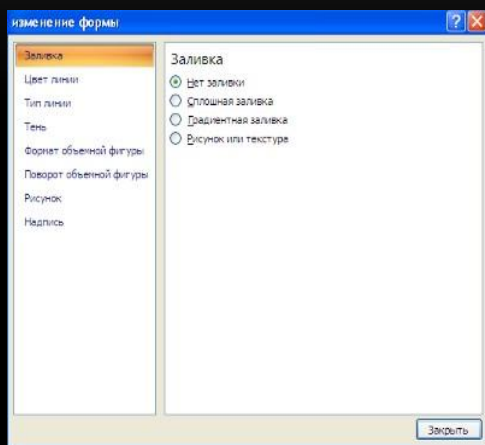 изменение формы
Заливка
Цвет линии
Тип линии
Тень
Формат объемной фигуры
Поворот объемной фигуры
Рисунок
Надпись
Заливка
Нет заливки
Сплошная заливка
Градиентная заливка
Рисунок или текстура
Закрыть